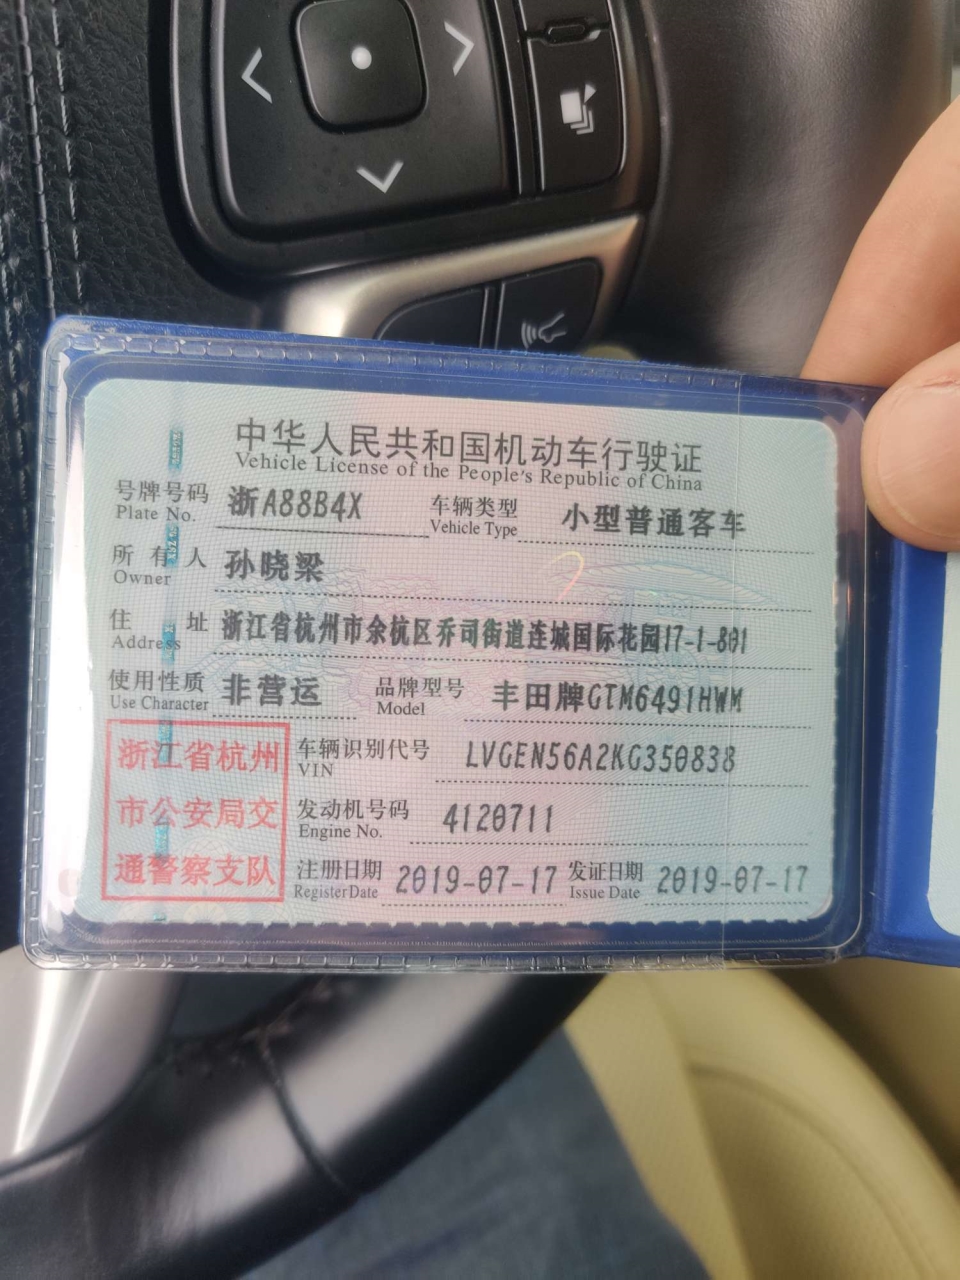 中华人民共和国机动车行驶证
Vehicle License of the People's Republic of China
号牌号码 浙A88B4X 车辆类型 小型普通客车
Plate No. Vehicle Type
所有人 孙晓梁
Owner
住址 浙江省杭州市余杭区乔司街道连城国际花园17-1-801
Address
使用性质 非营运 品牌型号 丰田牌GTM6491HWM
Use Character Model
浙江省杭州 车辆识别代号 LVGEN56A2KG350838
VIN
市公安局交 发动机号码 4120711
Engine No.
通警察支队 注册日期 2019-07-17 发证日期 2019-07-17
Register Date Issue Date